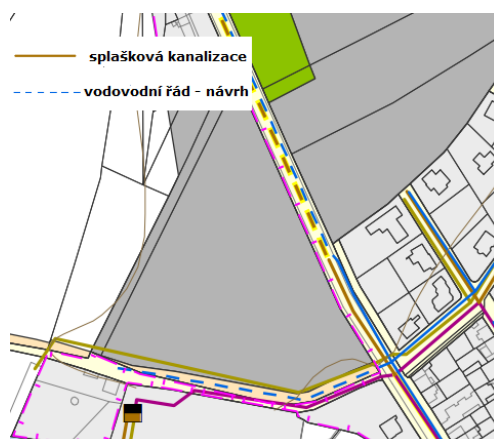 splašková kanalizace
vodovodní řád - návrh